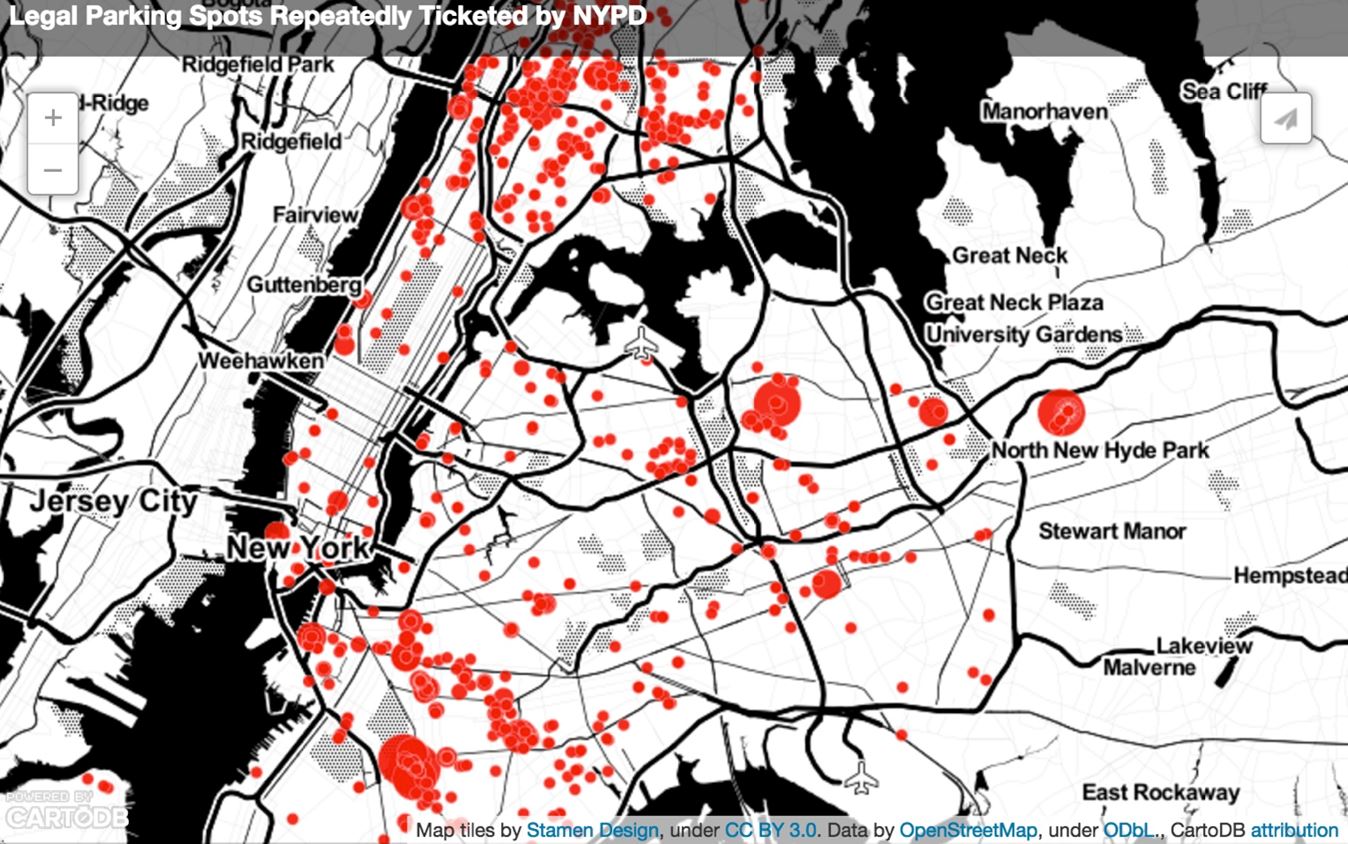 Bogota
Legal Parking Spots Repeatedly Ticketed by NYPD
Ridgefield Park
Sea Cliff
d-Ridge
Manorhaven
+
Ridgefield
−
Fairview
Great Neck
Guttenberg
Great Neck Plaza
University Gardens
Weehawken
North New Hyde Park
Jersey City
Stewart Manor
New York
Hempstead
Lakeview
Malverne
East Rockaway
POWERED BY
CARTODB
Map tiles by Stamen Design, under CC BY 3.0. Data by OpenStreetMap, under ODbL., CartoDB attribution